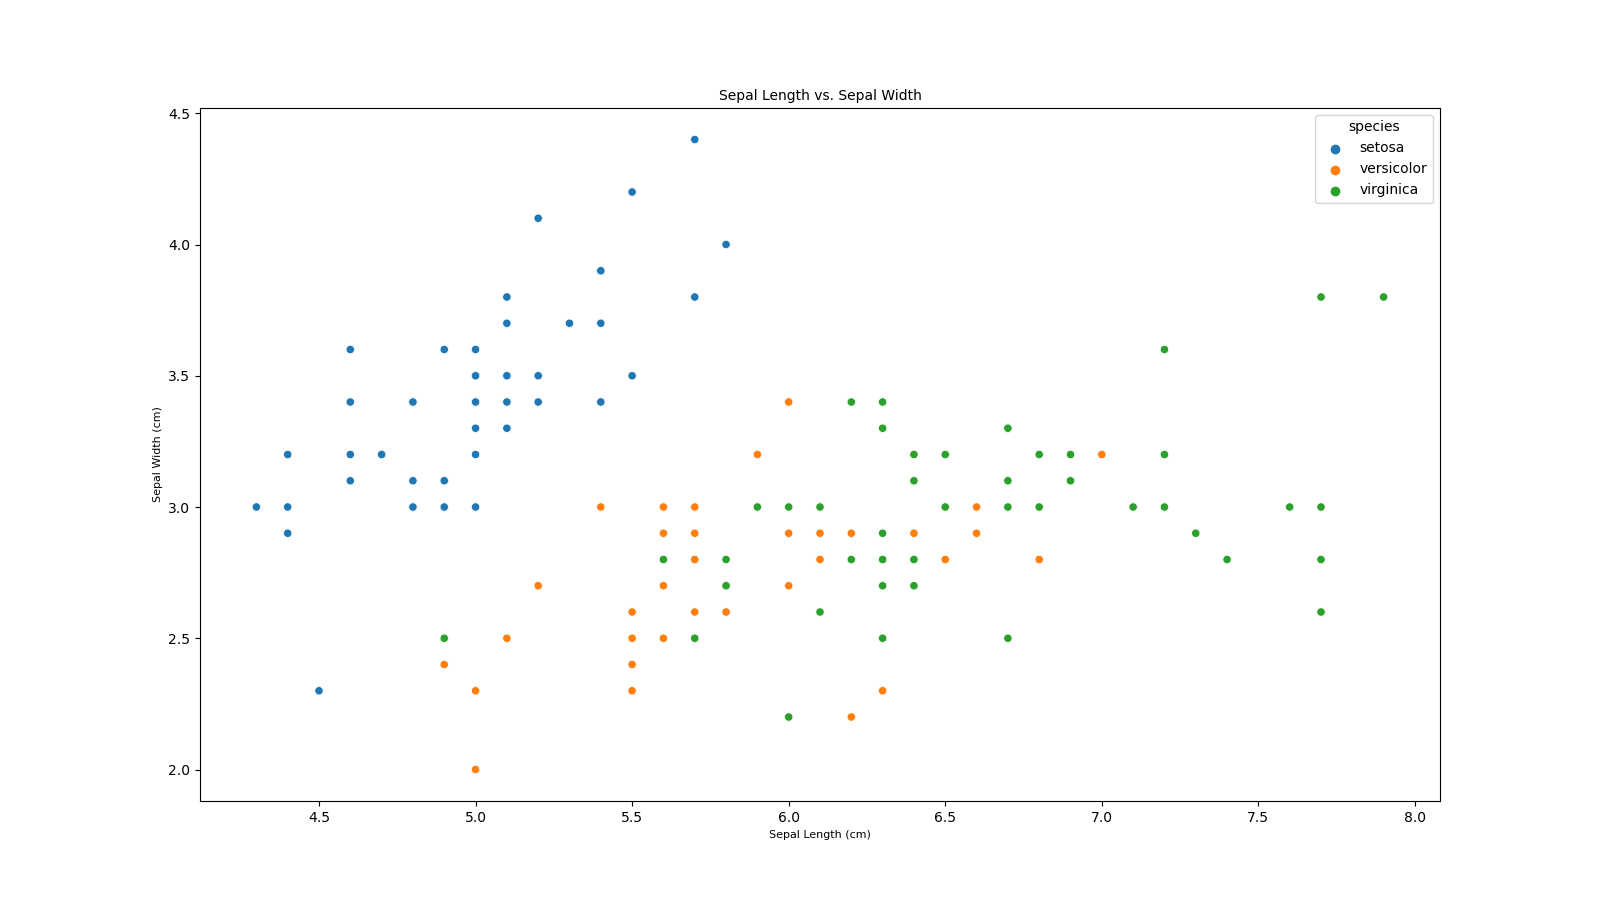 Sepal Length vs. Sepal Width
species
setosa
versicolor
virginica
Sepal Width (cm)
4.5
4.0
3.5
3.0
2.5
2.0
4.5 5.0 5.5 6.0 6.5 7.0 7.5 8.0
Sepal Length (cm)